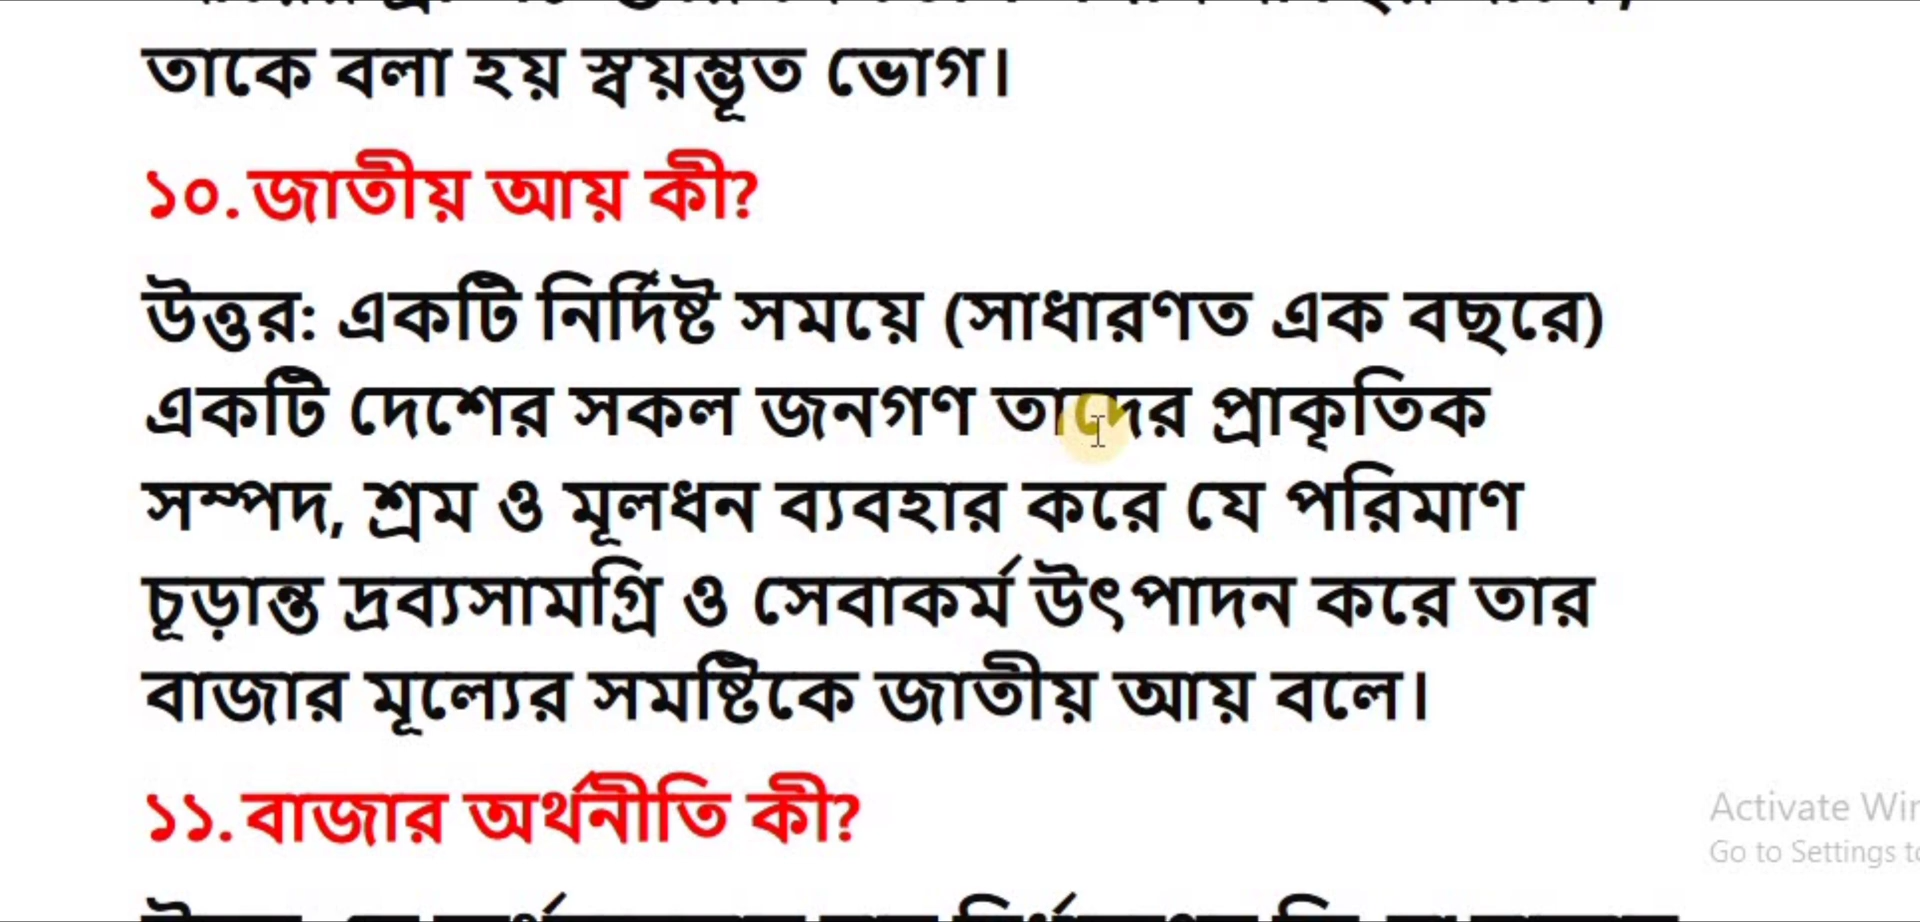 তাকে বলা হয় স্বয়ম্ভূত ভোগ।
১০. জাতীয় আয় কী?
উত্তর: একটি নির্দিষ্ট সময়ে (সাধারণত এক বছরে)
একটি দেশের সকল জনগণ তাদের প্রাকৃতিক
সম্পদ, শ্রম ও মূলধন ব্যবহার করে যে পরিমাণ
চূড়ান্ত দ্রব্যসামগ্রি ও সেবাকর্ম উৎপাদন করে তার
বাজার মূল্যের সমষ্টিকে জাতীয় আয় বলে।
১১. বাজার অর্থনীতি কী?
Activate
Go to Settings